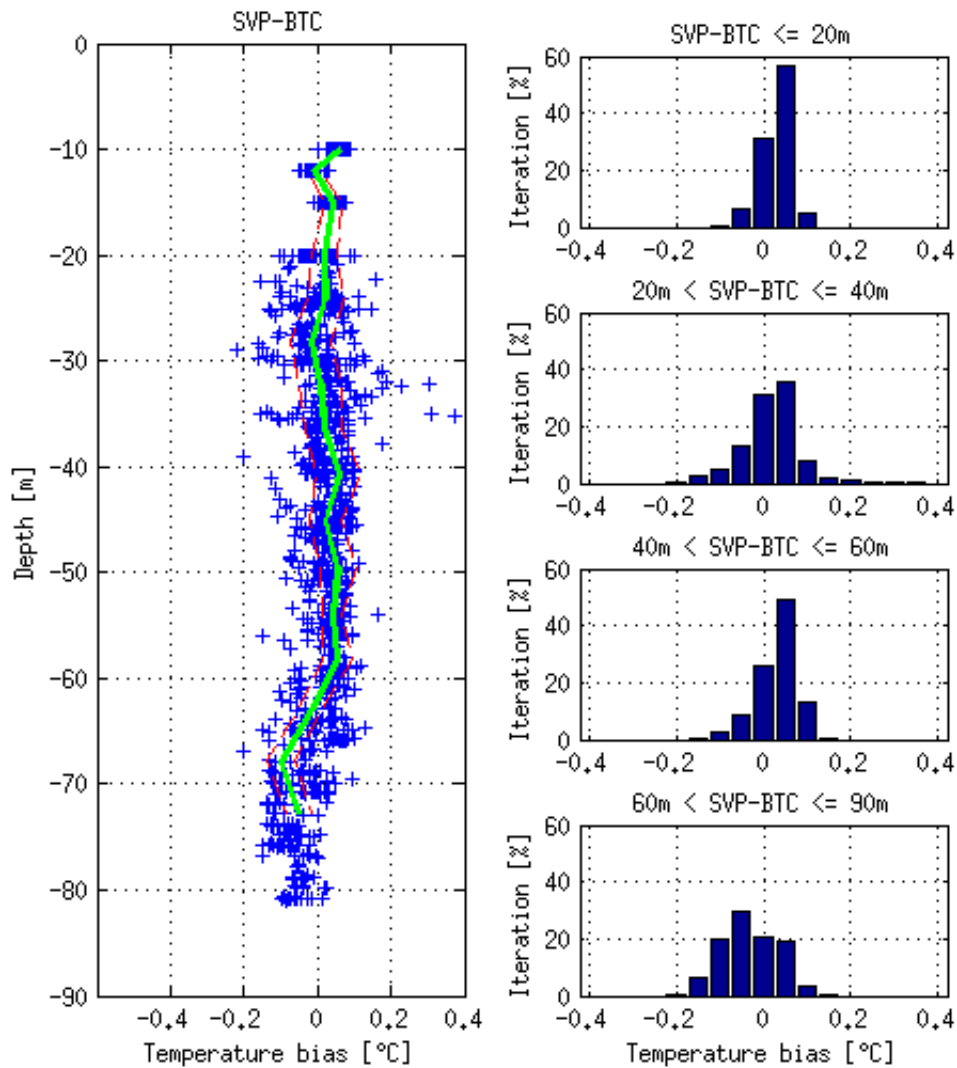 SVP-BTC
0
-10
-20
-30
-40
-50
-60
-70
-80
-90
Depth [m]
-0.4 -0.2 0 0.2 0.4
Temperature bias [°C]
SVP-BTC <= 20m
60
40
20
0
Iteration [%]
-0.4 -0.2 0 0.2 0.4
20m < SVP-BTC <= 40m
60
40
20
0
Iteration [%]
-0.4 -0.2 0 0.2 0.4
40m < SVP-BTC <= 60m
60
40
20
0
Iteration [%]
-0.4 -0.2 0 0.2 0.4
60m < SVP-BTC <= 90m
60
40
20
0
Iteration [%]
-0.4 -0.2 0 0.2 0.4
Temperature bias [°C]